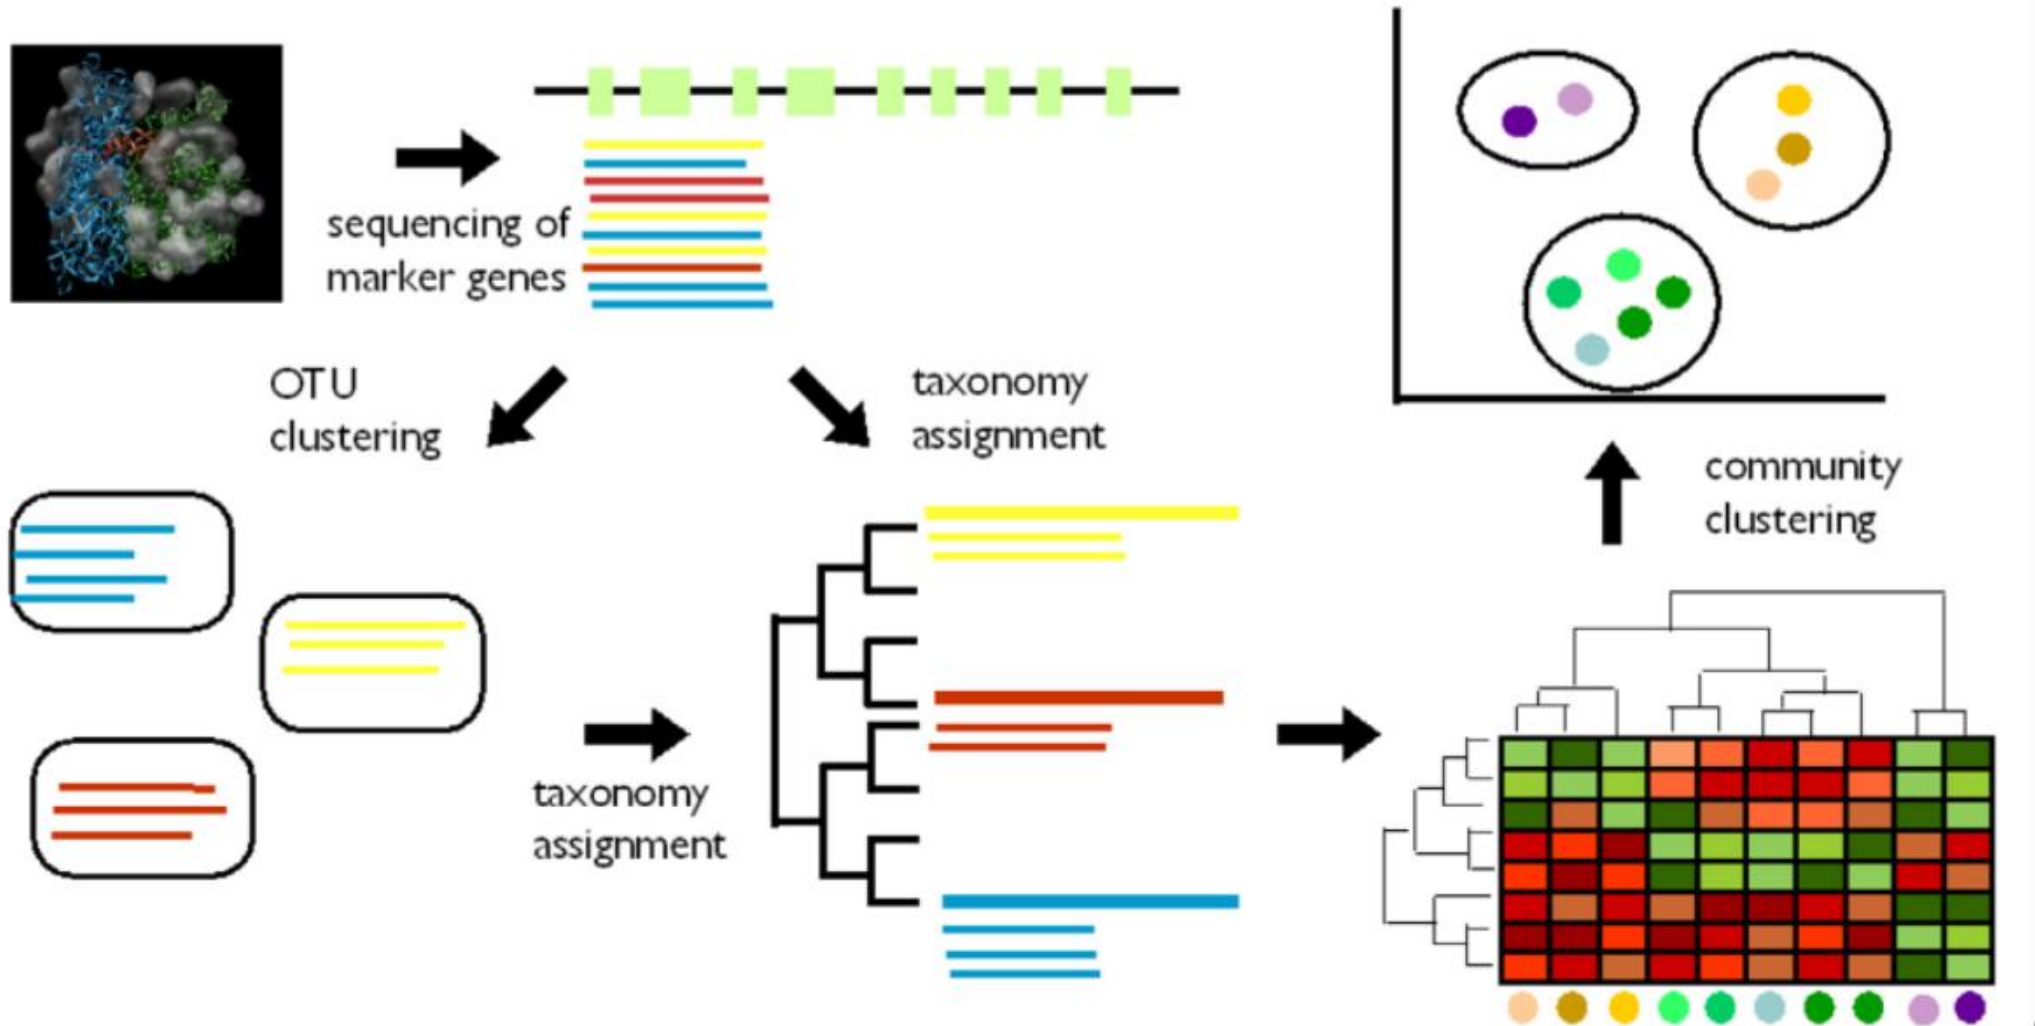 sequencing of
marker genes
OTU
clustering
taxonomy
assignment
taxonomy
assignment
community
clustering